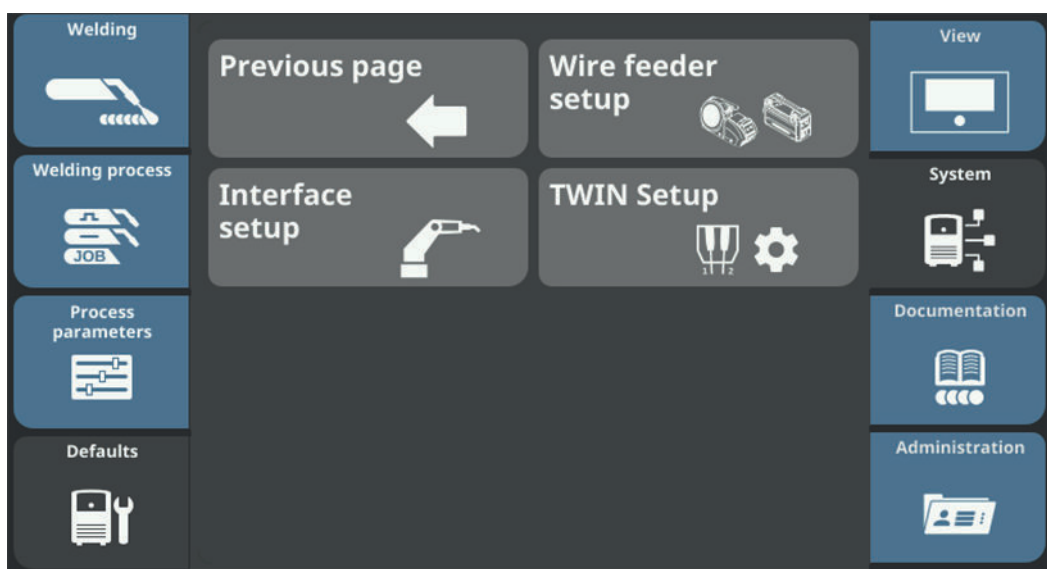 Welding
Welding process
JOB
Process
parameters
Defaults
Previous page
Wire feeder
setup
Interface
setup
TWIN Setup
1 2
View
System
Documentation
Administration